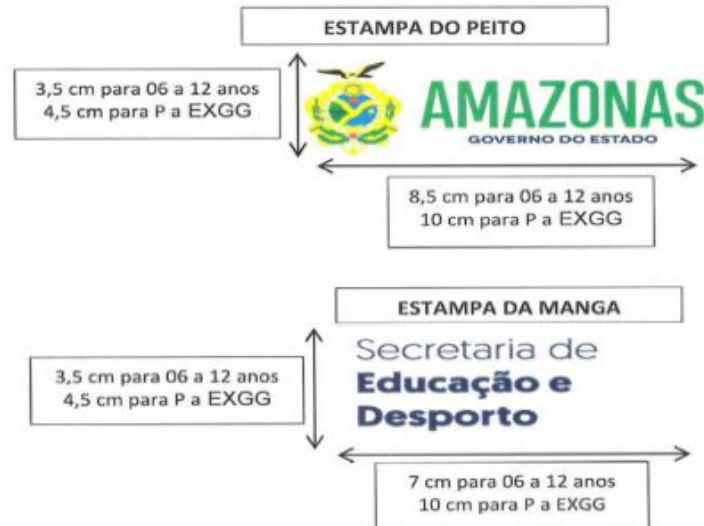 ESTAMPA DO PEITO
3,5 cm para 06 a 12 anos
4,5 cm para P a EXGG
AMAZONAS
GOVERNO DO ESTADO
8,5 cm para 06 a 12 anos
10 cm para P a EXGG
ESTAMPA DA MANGA
3,5 cm para 06 a 12 anos
4,5 cm para P a EXGG
Secretaria de
Educação e
Desporto
7 cm para 06 a 12 anos
10 cm para P a EXGG